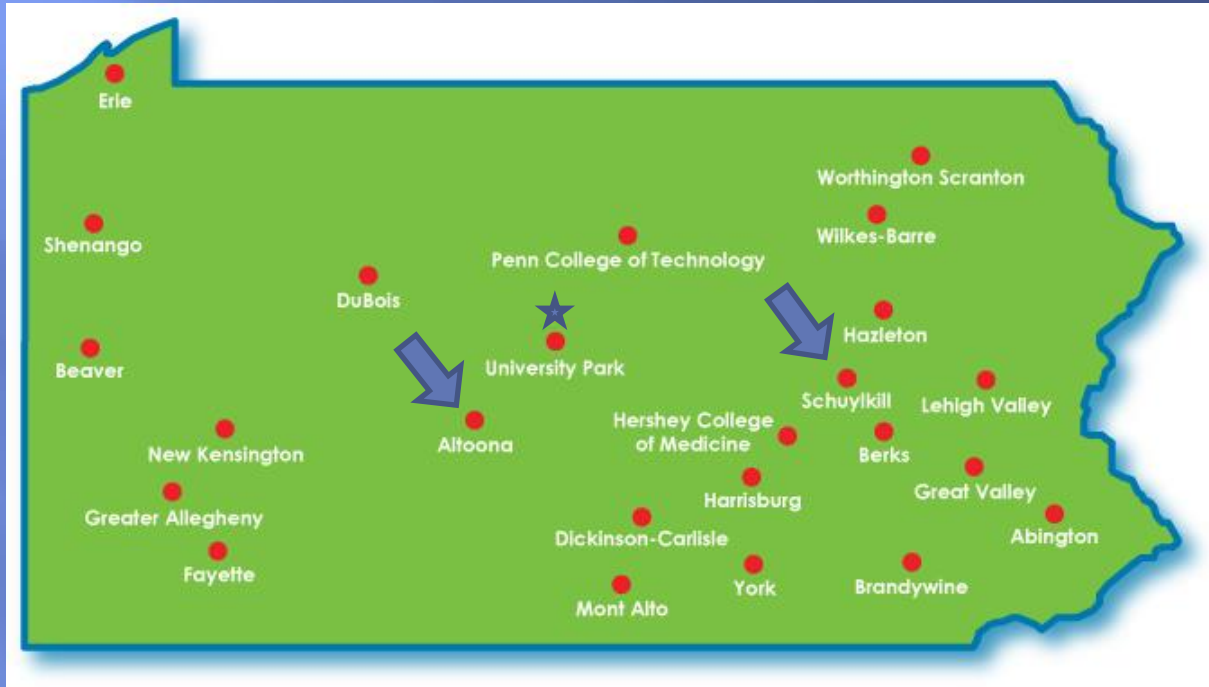 Erie
Worthington Scranton
Shenango
Wilkes-Barre
Penn College of Technology
DuBois
Hazleton
Beaver
University Park
Schuylkill
Lehigh Valley
Hershey College
of Medicine
Altoona
New Kensington
Berks
Great Valley
Harrisburg
Greater Allegheny
Dickinson-Carlisle
Abington
Fayette
York
Brandywine
Mont Alto